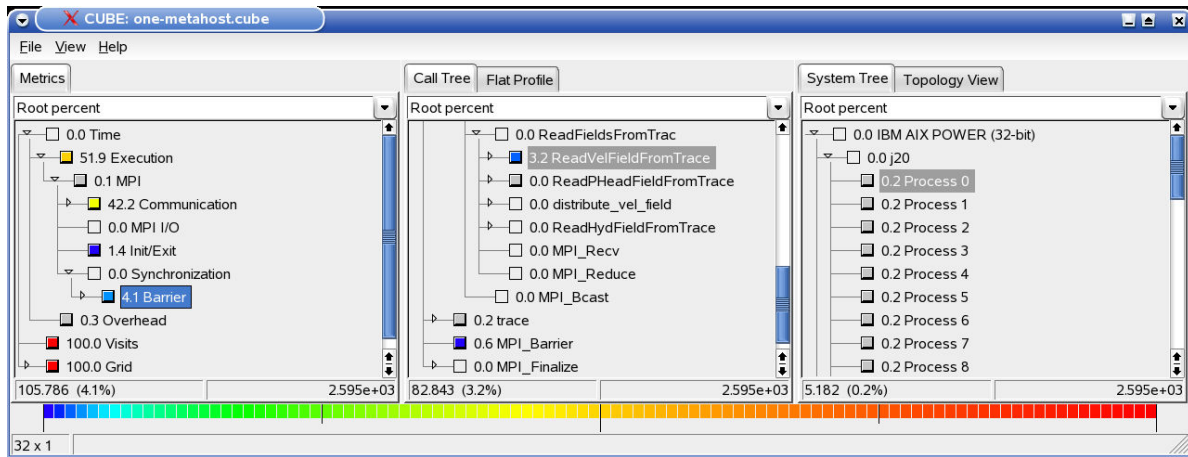 CUBE: one-metahost.cube
File View Help
Metrics
Root percent
0.0 Time
51.9 Execution
0.1 MPI
42.2 Communication
0.0 MPI I/O
1.4 Init/Exit
0.0 Synchronization
4.1 Barrier
0.3 Overhead
100.0 Visits
100.0 Grid
105.786 (4.1%) 2.595e+03
Call Tree Flat Profile
Root percent
0.0 ReadFieldsFromTrac
3.2 ReadVelFieldFromTrace
0.0 ReadPHeadFieldFromTrace
0.0 distribute_vel_field
0.0 ReadHydFieldFromTrace
0.0 MPI_Recv
0.0 MPI_Reduce
0.0 MPI_Bcast
0.2 trace
0.6 MPI_Barrier
0.0 MPI_Finalize
82.843 (3.2%) 2.595e+03
System Tree Topology View
Root percent
0.0 IBM AIX POWER (32-bit)
0.0 j20
0.2 Process 0
0.2 Process 1
0.2 Process 2
0.2 Process 3
0.2 Process 4
0.2 Process 5
0.2 Process 6
0.2 Process 7
0.2 Process 8
5.182 (0.2%) 2.595e+03
32 x 1